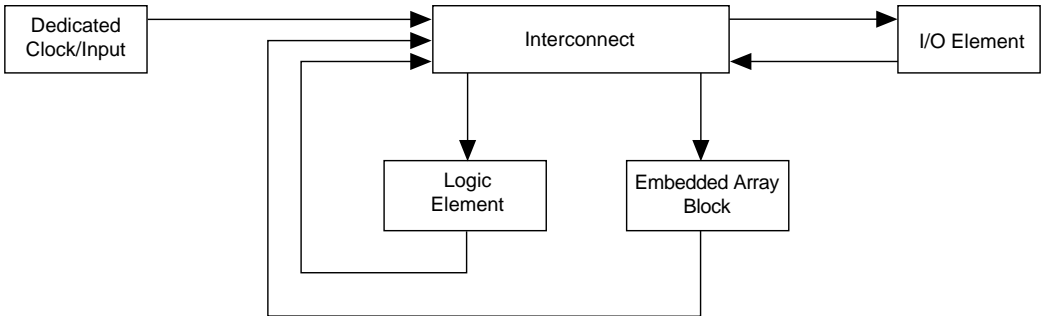 Dedicated
Clock/Input
Interconnect
I/O Element
Logic
Element
Embedded Array
Block